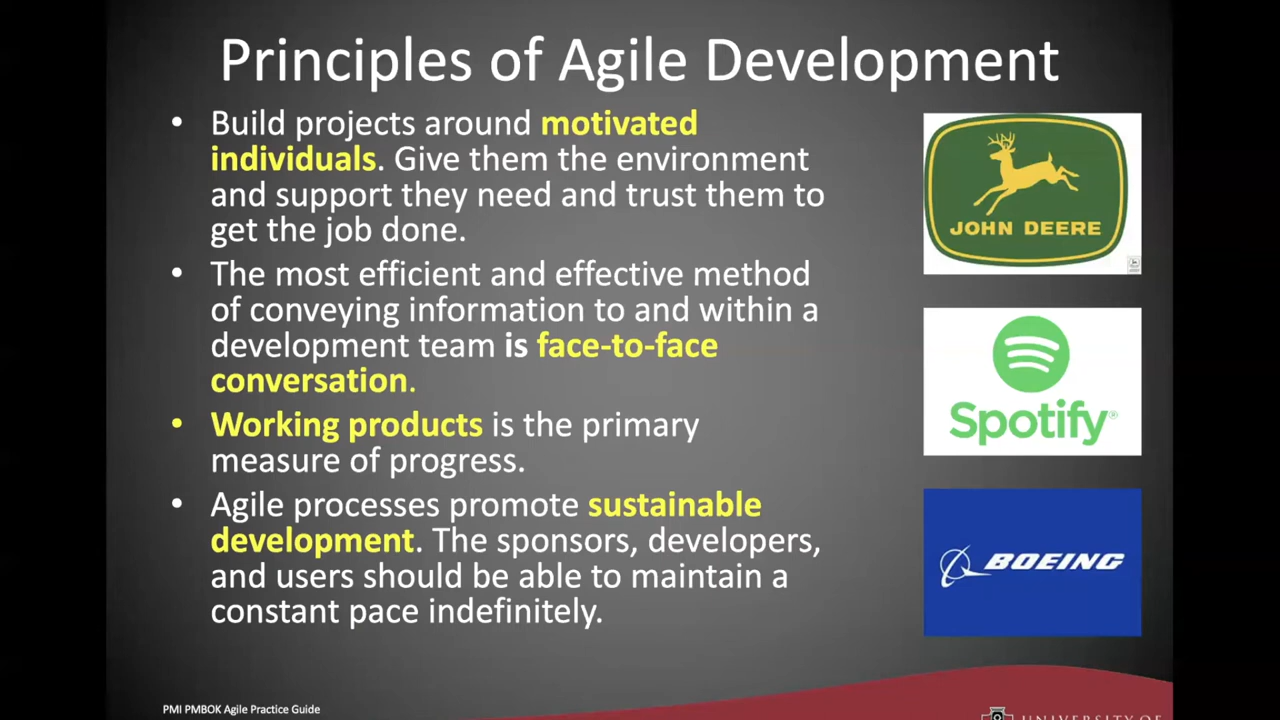 Principles of Agile Development
• Build projects around motivated
individuals. Give them the environment
and support they need and trust them to
get the job done.
• The most efficient and effective method
of conveying information to and within a
development team is face-to-face
conversation.
• Working products is the primary
measure of progress.
• Agile processes promote sustainable
development. The sponsors, developers,
and users should be able to maintain a
constant pace indefinitely.
JOHN DEERE
Spotify®
BOEING
PMI PMBOK Agile Practice Guide
UNIVERSITY OF